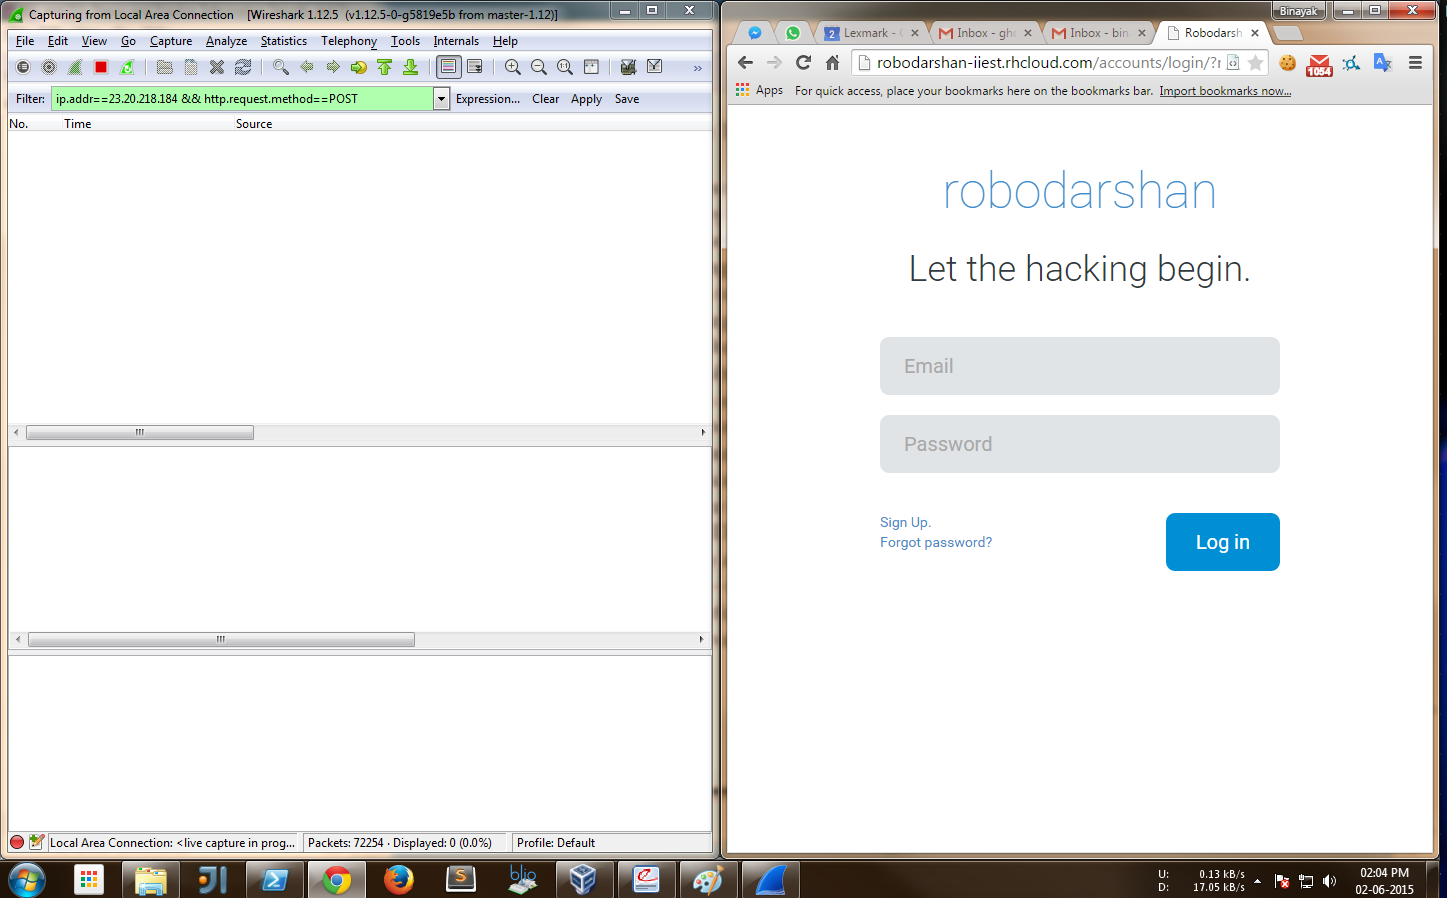 Capturing from Local Area Connection [Wireshark 1.12.5 (v1.12.5-0-g5819e5b from master-1.12)]
File Edit View Go Capture Analyze Statistics Telephony Tools Internals Help
Filter: ip.addr==23.20.218.184 && http.request.method==POST Expression... Clear Apply Save
No. Time Source
Local Area Connection: <live capture in prog... Packets: 72254 · Displayed: 0 (0.0%) Profile: Default
Binayak
2 Lexmark - Inbox - gh Inbox - bin Robodarsh
robodarshan-iiest.rhcloud.com/accounts/login/?
1054
Apps For quick access, place your bookmarks here on the bookmarks bar. Import bookmarks now...
robodarshan
Let the hacking begin.
Email
Password
Sign Up.
Forgot password?
Log in
blio
U: 0.13 kB/s
D: 17.05 kB/s
02:04 PM
02-06-2015